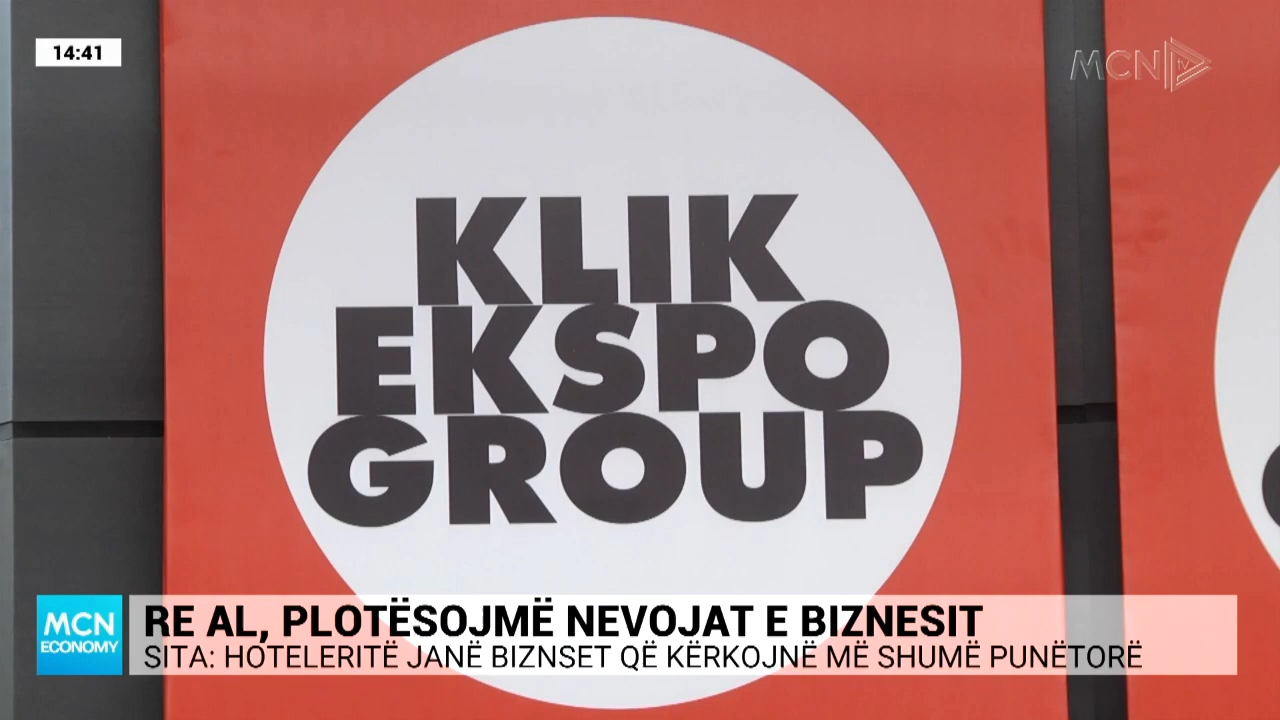 14:41
MCN tv
KLIK
EKSPO
GROUP
MCN
ECONOMY
RE AL, PLOTËSOJMË NEVOJAT E BIZNESIT
SITA: HOTELERITË JANË BIZNSET QË KËRKOJNË MË SHUMË PUNËTORË